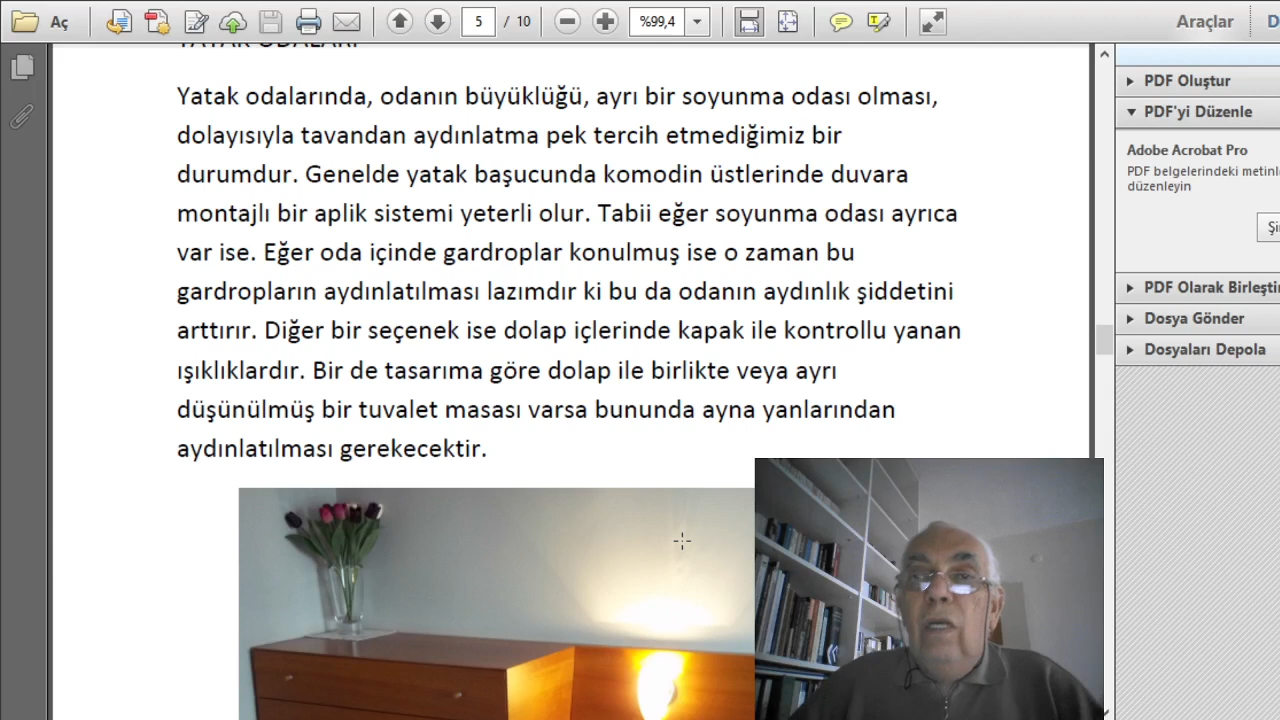 Aç
5
/ 10
%99,4
Araçlar
YATAK ODALARI
Yatak odalarında, odanın büyüklüğü, ayrı bir soyunma odası olması,
dolayısıyla tavandan aydınlatma pek tercih etmediğimiz bir
durumdur. Genelde yatak başucunda komodin üstlerinde duvara
montajlı bir aplik sistemi yeterli olur. Tabii eğer soyunma odası ayrıca
var ise. Eğer oda içinde gardroplar konulmuş ise o zaman bu
gardropların aydınlatılması lazımdır ki bu da odanın aydınlık şiddetini
arttırır. Diğer bir seçenek ise dolap içlerinde kapak ile kontrollu yanan
ışıklıklardır. Bir de tasarıma göre dolap ile birlikte veya ayrı
düşünülmüş bir tuvalet masası varsa bununda ayna yanlarından
aydınlatılması gerekecektir.
PDF Oluştur
PDF'yi Düzenle
Adobe Acrobat Pro
PDF belgelerindeki metinl
düzenleyin
Şi
PDF Olarak Birleştir
Dosya Gönder
Dosyaları Depola